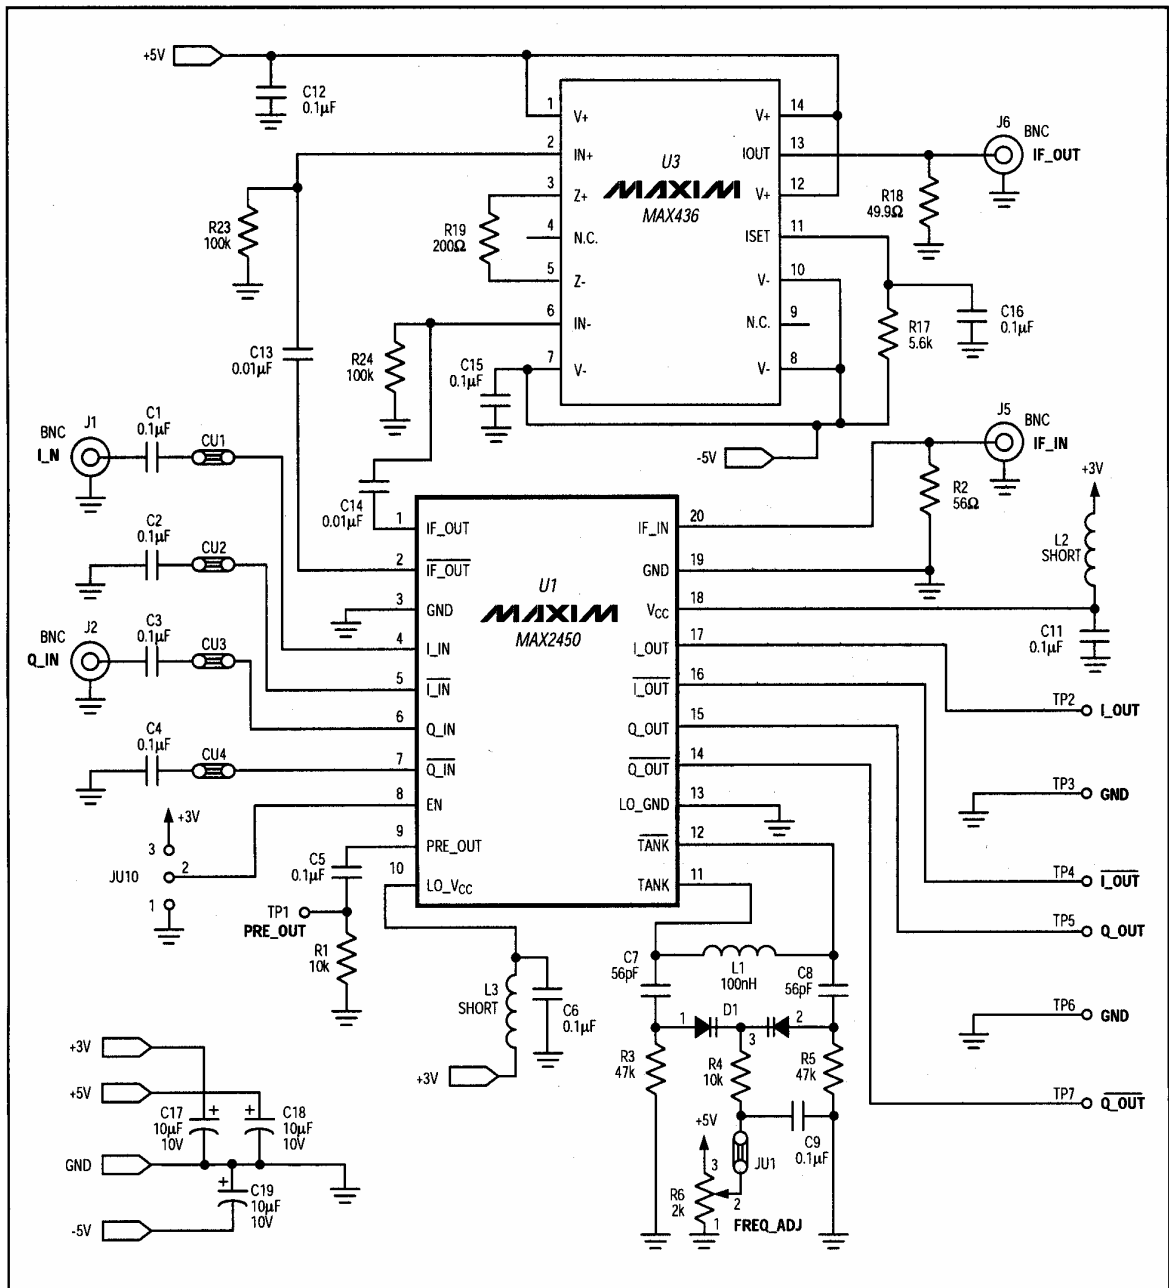 +5V
C12
0.1µF
1
V+
V+
14
2
IN+
IOUT
13
J6
BNC
IF_OUT
U3
MAXIM
MAX436
3
Z+
V+
12
R18
49.9Ω
R23
100k
R19
200Ω
4
N.C.
ISET
11
5
Z-
V-
10
6
IN-
N.C.
9
R17
5.6k
C16
0.1µF
C13
0.01µF
R24
100k
C15
0.1µF
7
V-
V-
8
-5V
J5
BNC
IF_IN
R2
56Ω
+3V
L2
SHORT
C11
0.1µF
BNC
I_N
J1
C1
0.1µF
CU1
C14
0.01µF
C2
0.1µF
CU2
BNC
Q_IN
J2
C3
0.1µF
CU3
C4
0.1µF
CU4
U1
MAXIM
MAX2450
1
IF_OUT
IF_IN
20
2
I̅F̅_̅O̅U̅T̅
GND
19
3
GND
VCC
18
4
I_IN
I_OUT
17
5
I̅_̅I̅N̅
I̅_̅O̅U̅T̅
16
6
Q_IN
Q_OUT
15
7
Q̅_̅I̅N̅
Q̅_̅O̅U̅T̅
14
8
EN
LO_GND
13
9
PRE_OUT
T̅A̅N̅K̅
12
10
LO_VCC
TANK
11
TP2
I_OUT
TP3
GND
TP4
I̅_̅O̅U̅T̅
TP5
Q_OUT
TP6
GND
TP7
Q̅_̅O̅U̅T̅
+3V
3
JU10
2
1
C5
0.1µF
TP1
PRE_OUT
R1
10k
L3
SHORT
C6
0.1µF
+3V
C7
56pF
L1
100nH
C8
56pF
1
D1
2
3
R3
47k
R4
10k
R5
47k
+5V
JU1
C9
0.1µF
3
R6
2k
2
1
FREQ_ADJ
+3V
+5V
+
C17
10µF
10V
+
C18
10µF
10V
GND
+
C19
10µF
10V
-5V